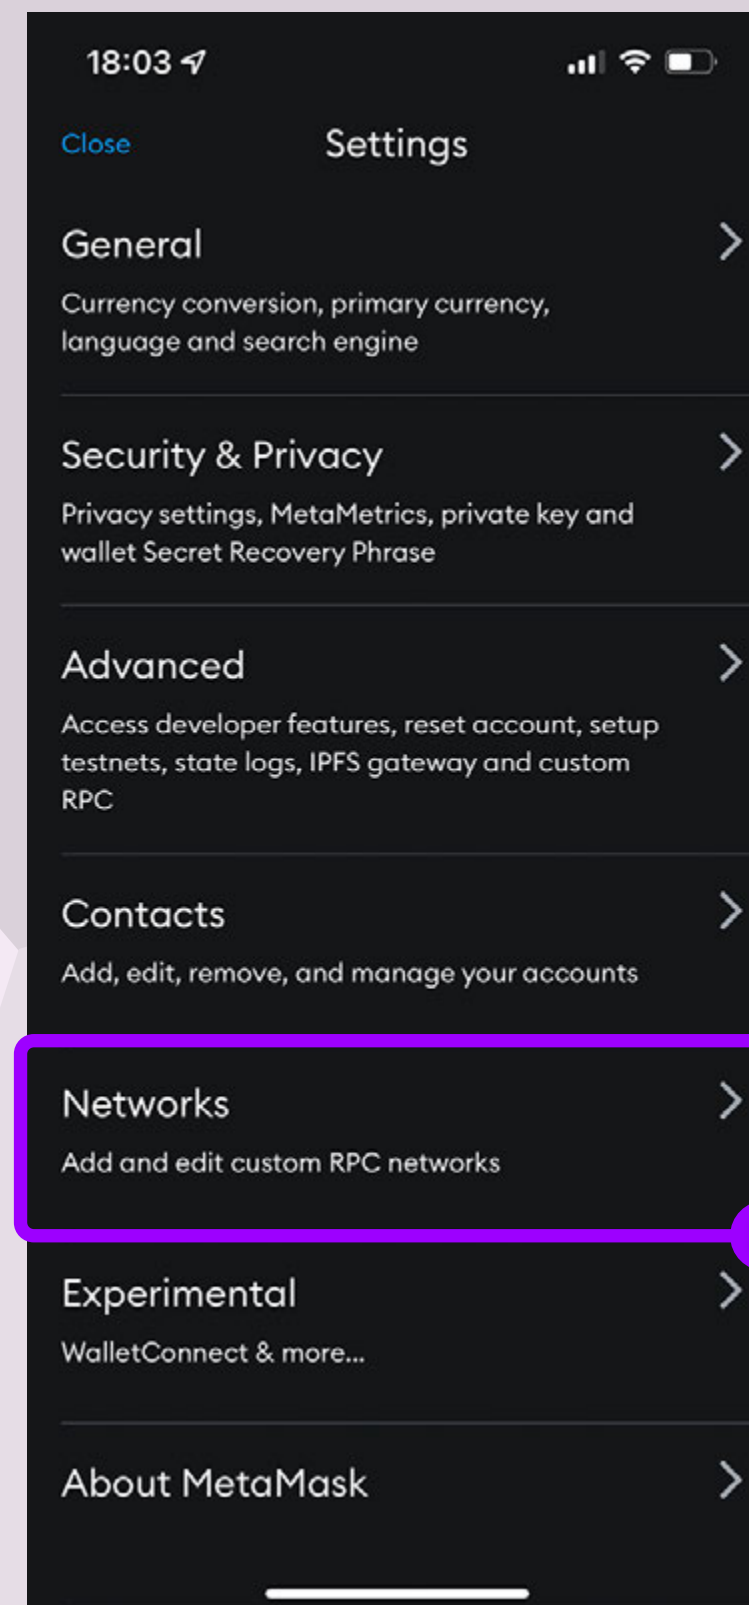 18:03
Close Settings
General
Currency conversion, primary currency,
language and search engine
Security & Privacy
Privacy settings, MetaMetrics, private key and
wallet Secret Recovery Phrase
Advanced
Access developer features, reset account, setup
testnets, state logs, IPFS gateway and custom
RPC
Contacts
Add, edit, remove, and manage your accounts
Networks
Add and edit custom RPC networks
Experimental
WalletConnect & more...
About MetaMask